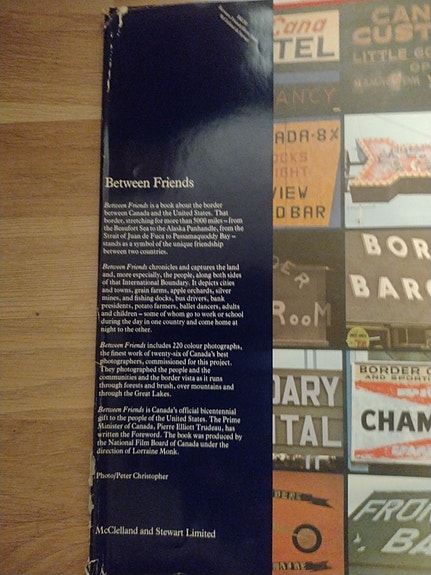 Between Friends
Between Friends is a book about the border
between Canada and the United States. That
border, stretching for more than 5000 miles – from
the Beaufort Sea to the Alaska Panhandle, from the
Strait of Juan de Fuca to Passamaquoddy Bay –
stands as a symbol of the unique friendship
between two countries.
Between Friends chronicles and captures the land
and, more especially, the people, along both sides
of that International Boundary. It depicts cities
and towns, grain farms, apple orchards, silver
mines, and fishing docks, bus drivers, bank
presidents, potato farmers, ballet dancers, adults
and children – some of whom go to work or school
during the day in one country and come home at
night to the other.
Between Friends includes 220 colour photographs,
the finest work of twenty-six of Canada's best
photographers, commissioned for this project.
They photographed the people and the
communities and the border vista as it runs
through forests and brush, over mountains and
through the Great Lakes.
Between Friends is Canada's official bicentennial
gift to the people of the United States. The Prime
Minister of Canada, Pierre Elliott Trudeau, has
written the Foreword. The book was produced by
the National Film Board of Canada under the
direction of Lorraine Monk.
Photo/Peter Christopher
McClelland and Stewart Limited
Cana
TEL
ANCY
CAN
CUST
LITTLE
ADA-8X
OCKS
IGHT
VIEW
D BAR
DER
R
M
BOR
BAR
DARY
ITAL
BORDER
CHAM
DERS
FRON
BA